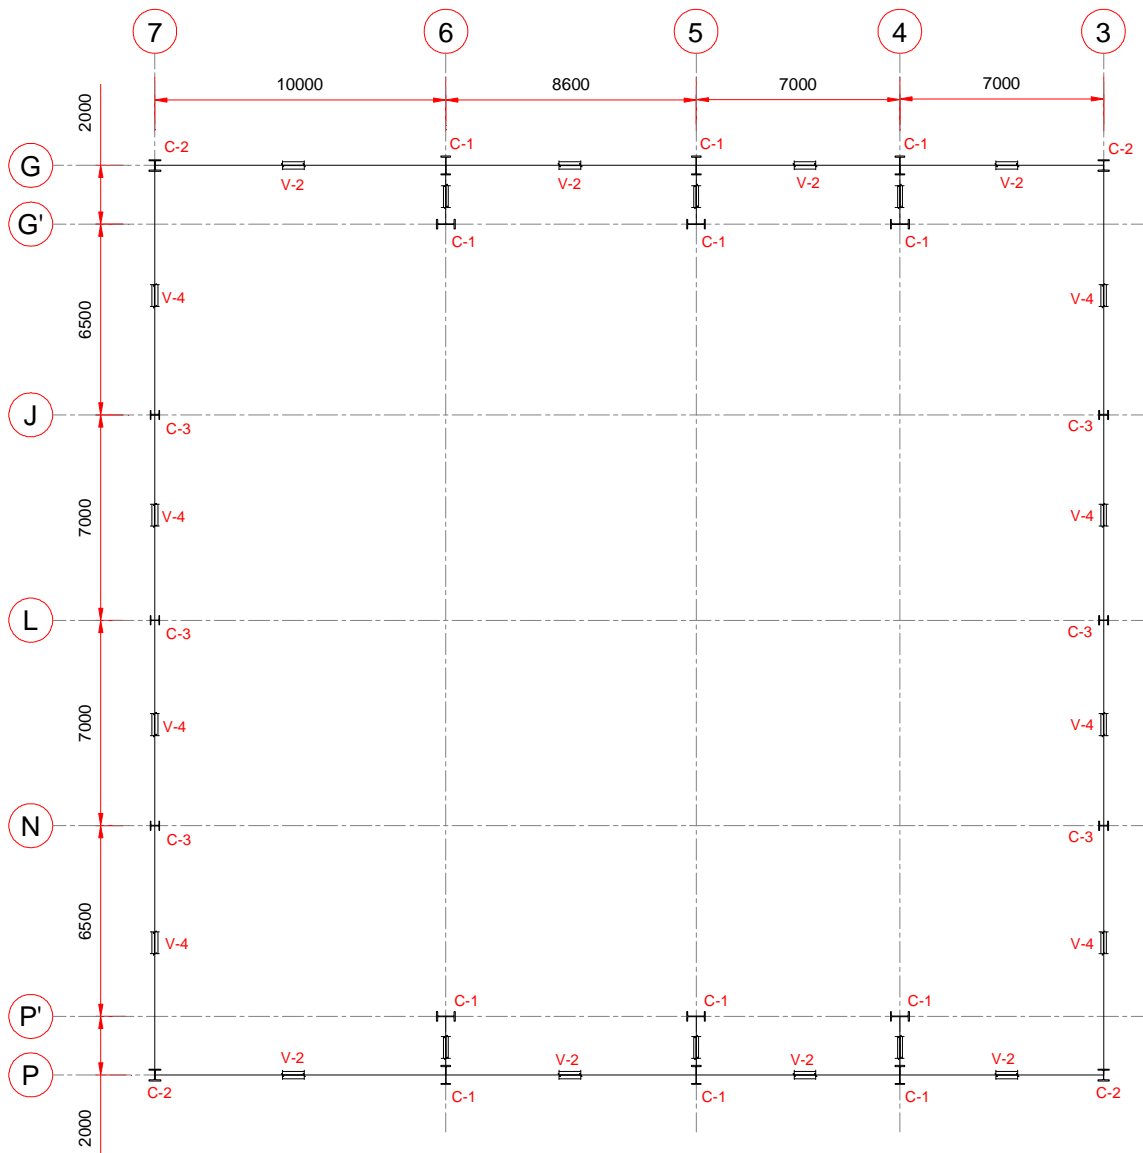 7 6 5 4 3
10000 8600 7000 7000
2000
C-2 C-1 C-1 C-1 C-2
G
V-2 V-2 V-2 V-2
G'
C-1 C-1 C-1
6500
V-4 V-4
J
C-3 C-3
7000
V-4 V-4
L
C-3 C-3
7000
V-4 V-4
N
C-3 C-3
6500
V-4 V-4
P'
C-1 C-1 C-1
V-2 V-2 V-2 V-2
P
C-2 C-1 C-1 C-1 C-2
2000